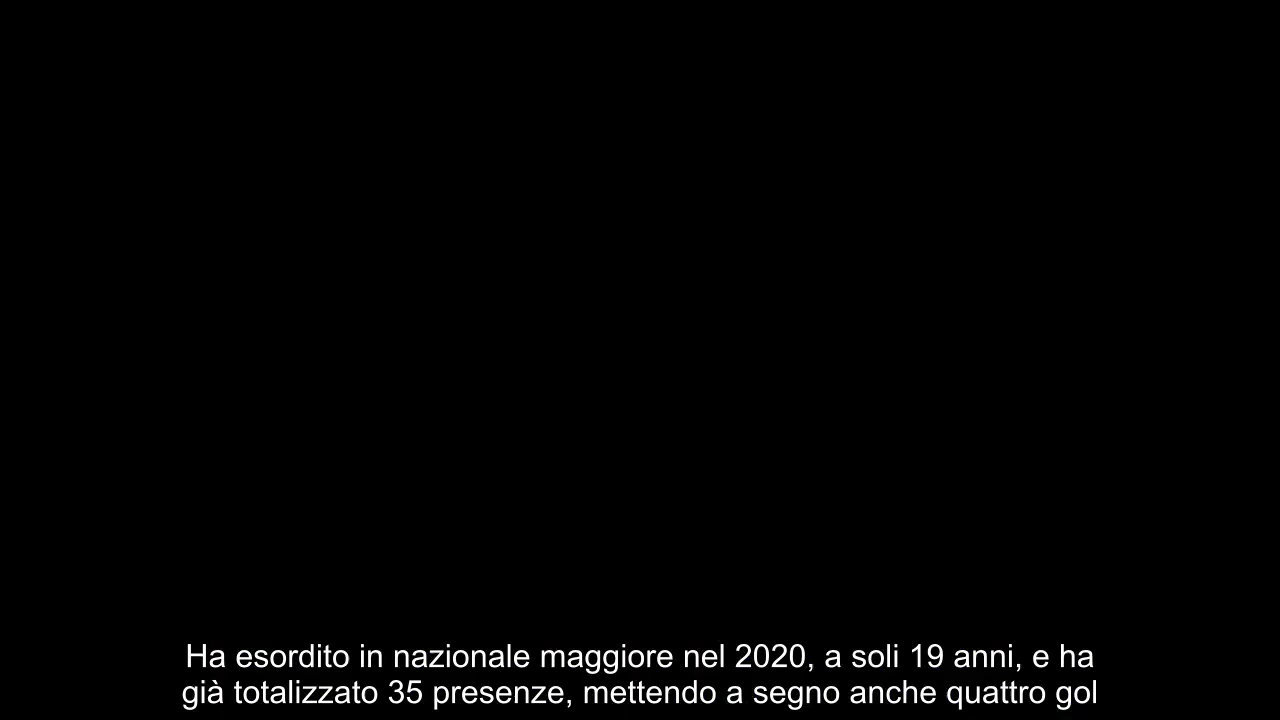 Ha esordito in nazionale maggiore nel 2020, a soli 19 anni, e ha
già totalizzato 35 presenze, mettendo a segno anche quattro gol